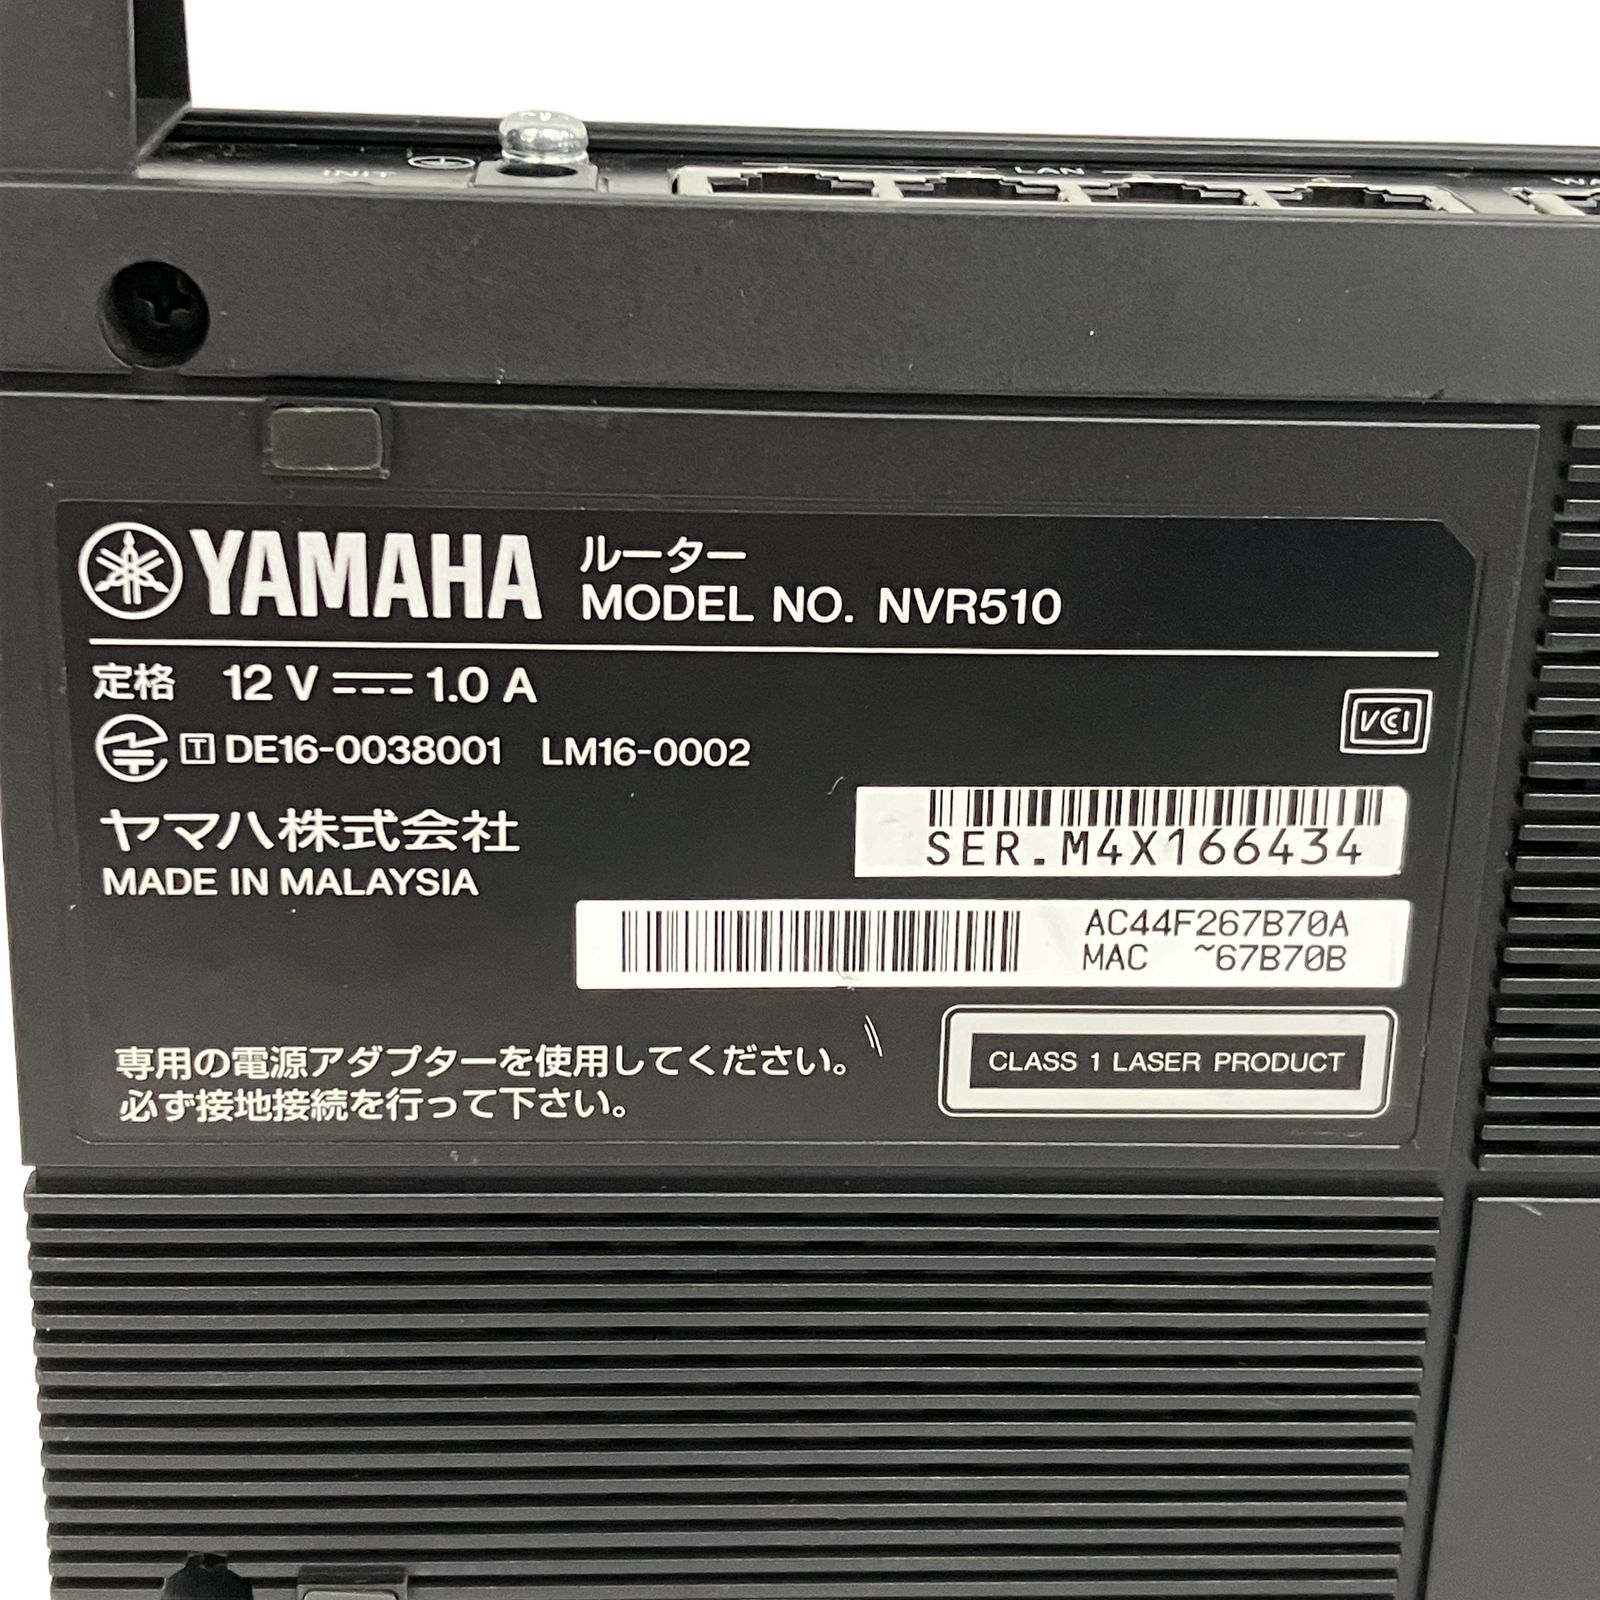 INIT
LAN
YAMAHA
ルーター
MODEL NO. NVR510
定格 12 V 1.0 A
T DE16-0038001 LM16-0002
VCI
ヤマハ株式会社
MADE IN MALAYSIA
SER.M4X166434
AC44F267B70A
MAC ~67B70B
専用の電源アダプターを使用してください。
必ず接地接続を行って下さい。
CLASS 1 LASER PRODUCT